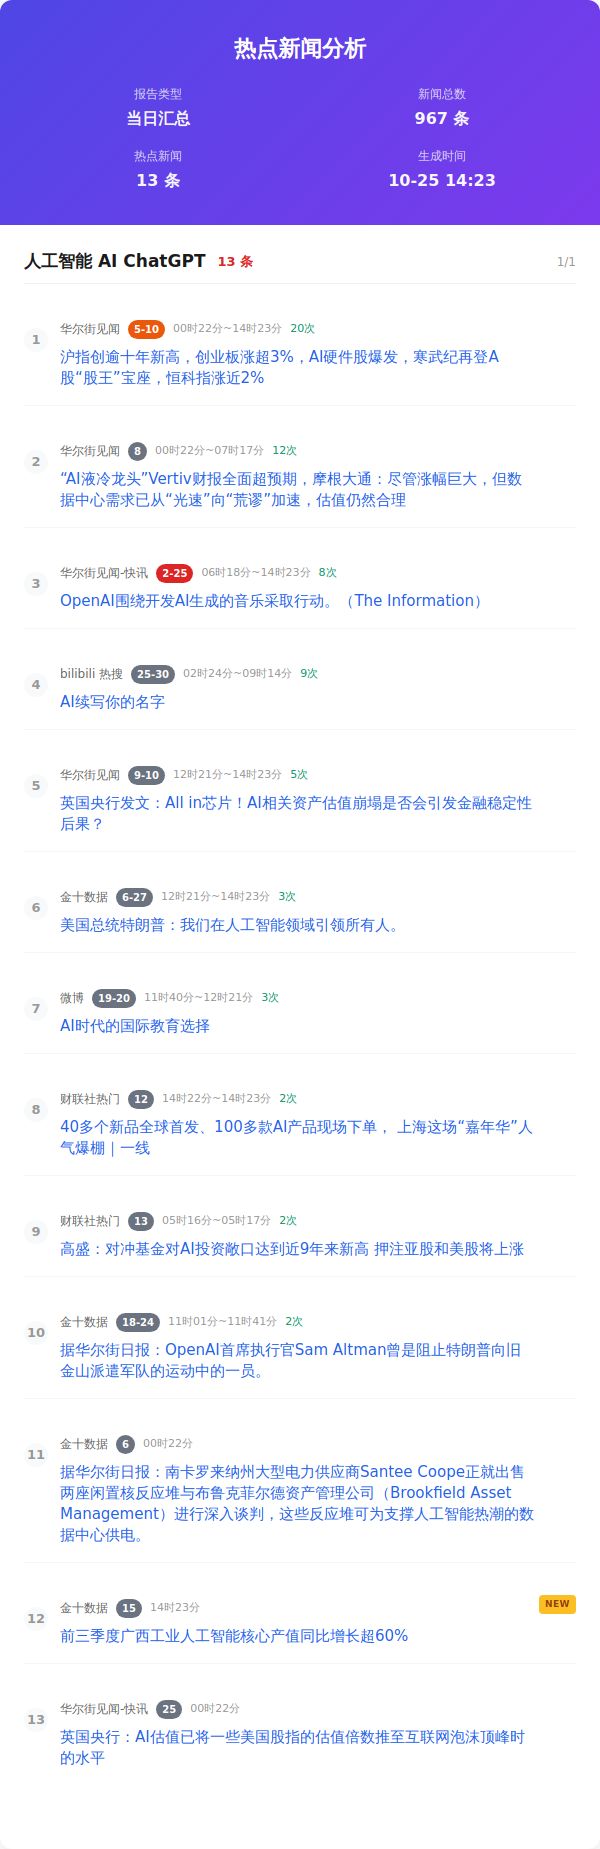 热点新闻分析
报告类型
新闻总数
当日汇总
967 条
热点新闻
生成时间
13 条
10-25 14:23
人工智能 AI ChatGPT 13 条 1/1
1
华尔街见闻 5-10 00时22分~14时23分 20次
沪指创逾十年新高，创业板涨超3%，AI硬件股爆发，寒武纪再登A
股“股王”宝座，恒科指涨近2%
2
华尔街见闻 8 00时22分~07时17分 12次
“AI液冷龙头”Vertiv财报全面超预期，摩根大通：尽管涨幅巨大，但数
据中心需求已从“光速”向“荒谬”加速，估值仍然合理
3
华尔街见闻-快讯 2-25 06时18分~14时23分 8次
OpenAI围绕开发AI生成的音乐采取行动。（The Information）
4
bilibili 热搜 25-30 02时24分~09时14分 9次
AI续写你的名字
5
华尔街见闻 9-10 12时21分~14时23分 5次
英国央行发文：All in芯片！AI相关资产估值崩塌是否会引发金融稳定性
后果？
6
金十数据 6-27 12时21分~14时23分 3次
美国总统特朗普：我们在人工智能领域引领所有人。
7
微博 19-20 11时40分~12时21分 3次
AI时代的国际教育选择
8
财联社热门 12 14时22分~14时23分 2次
40多个新品全球首发、100多款AI产品现场下单， 上海这场“嘉年华”人
气爆棚｜一线
9
财联社热门 13 05时16分~05时17分 2次
高盛：对冲基金对AI投资敞口达到近9年来新高 押注亚股和美股将上涨
10
金十数据 18-24 11时01分~11时41分 2次
据华尔街日报：OpenAI首席执行官Sam Altman曾是阻止特朗普向旧
金山派遣军队的运动中的一员。
11
金十数据 6 00时22分
据华尔街日报：南卡罗来纳州大型电力供应商Santee Coope正就出售
两座闲置核反应堆与布鲁克菲尔德资产管理公司（Brookfield Asset
Management）进行深入谈判，这些反应堆可为支撑人工智能热潮的数
据中心供电。
12
金十数据 15 14时23分 NEW
前三季度广西工业人工智能核心产值同比增长超60%
13
华尔街见闻-快讯 25 00时22分
英国央行：AI估值已将一些美国股指的估值倍数推至互联网泡沫顶峰时
的水平